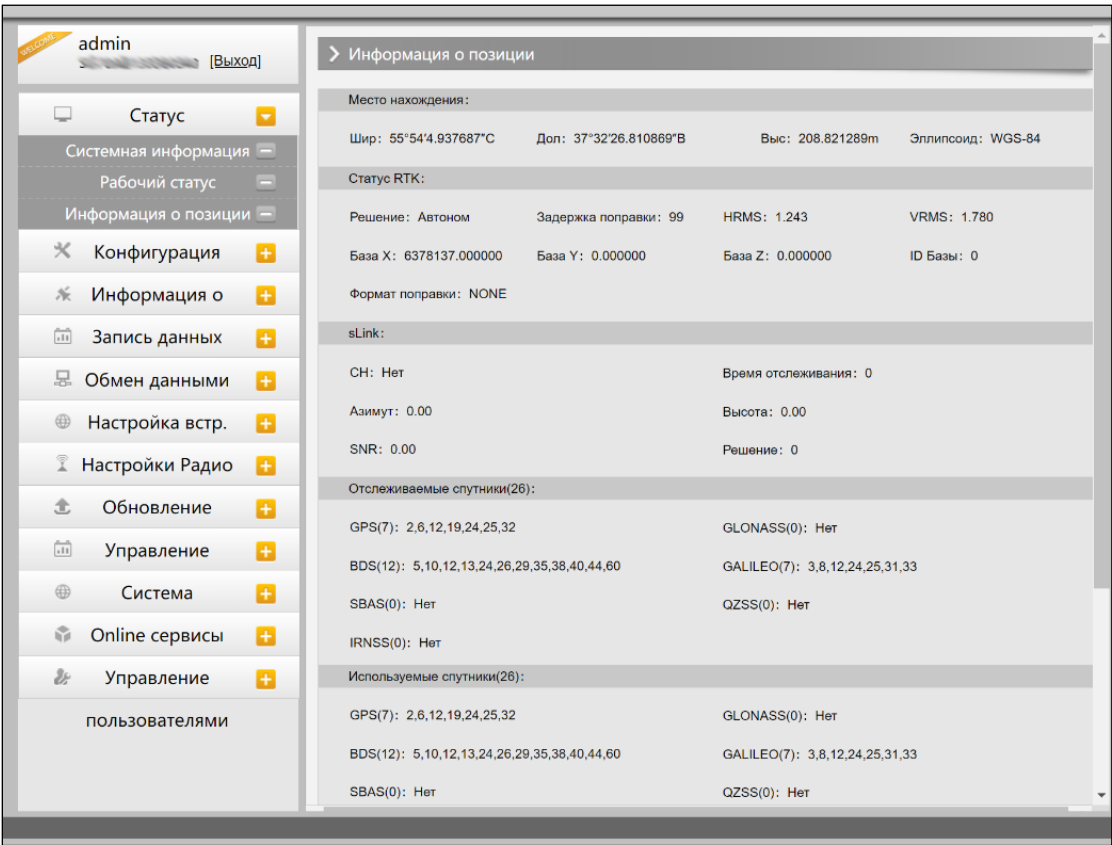 WELCOME
admin
[Выход]
Статус
Системная информация
Рабочий статус
Информация о позиции
Конфигурация
Информация о
Запись данных
Обмен данными
Настройка встр.
Настройки Радио
Обновление
Управление
Система
Online сервисы
Управление
пользователями
Информация о позиции
Место нахождения:
Шир: 55°54'4.937687"С Дол: 37°32'26.810869"В Выс: 208.821289m Эллипсоид: WGS-84
Статус RTK:
Решение: Автоном Задержка поправки: 99 HRMS: 1.243 VRMS: 1.780
База X: 6378137.000000 База Y: 0.000000 База Z: 0.000000 ID Базы: 0
Формат поправки: NONE
sLink:
CH: Нет Время отслеживания: 0
Азимут: 0.00 Высота: 0.00
SNR: 0.00 Решение: 0
Отслеживаемые спутники(26):
GPS(7): 2,6,12,19,24,25,32 GLONASS(0): Нет
BDS(12): 5,10,12,13,24,26,29,35,38,40,44,60 GALILEO(7): 3,8,12,24,25,31,33
SBAS(0): Нет QZSS(0): Нет
IRNSS(0): Нет
Используемые спутники(26):
GPS(7): 2,6,12,19,24,25,32 GLONASS(0): Нет
BDS(12): 5,10,12,13,24,26,29,35,38,40,44,60 GALILEO(7): 3,8,12,24,25,31,33
SBAS(0): Нет QZSS(0): Нет